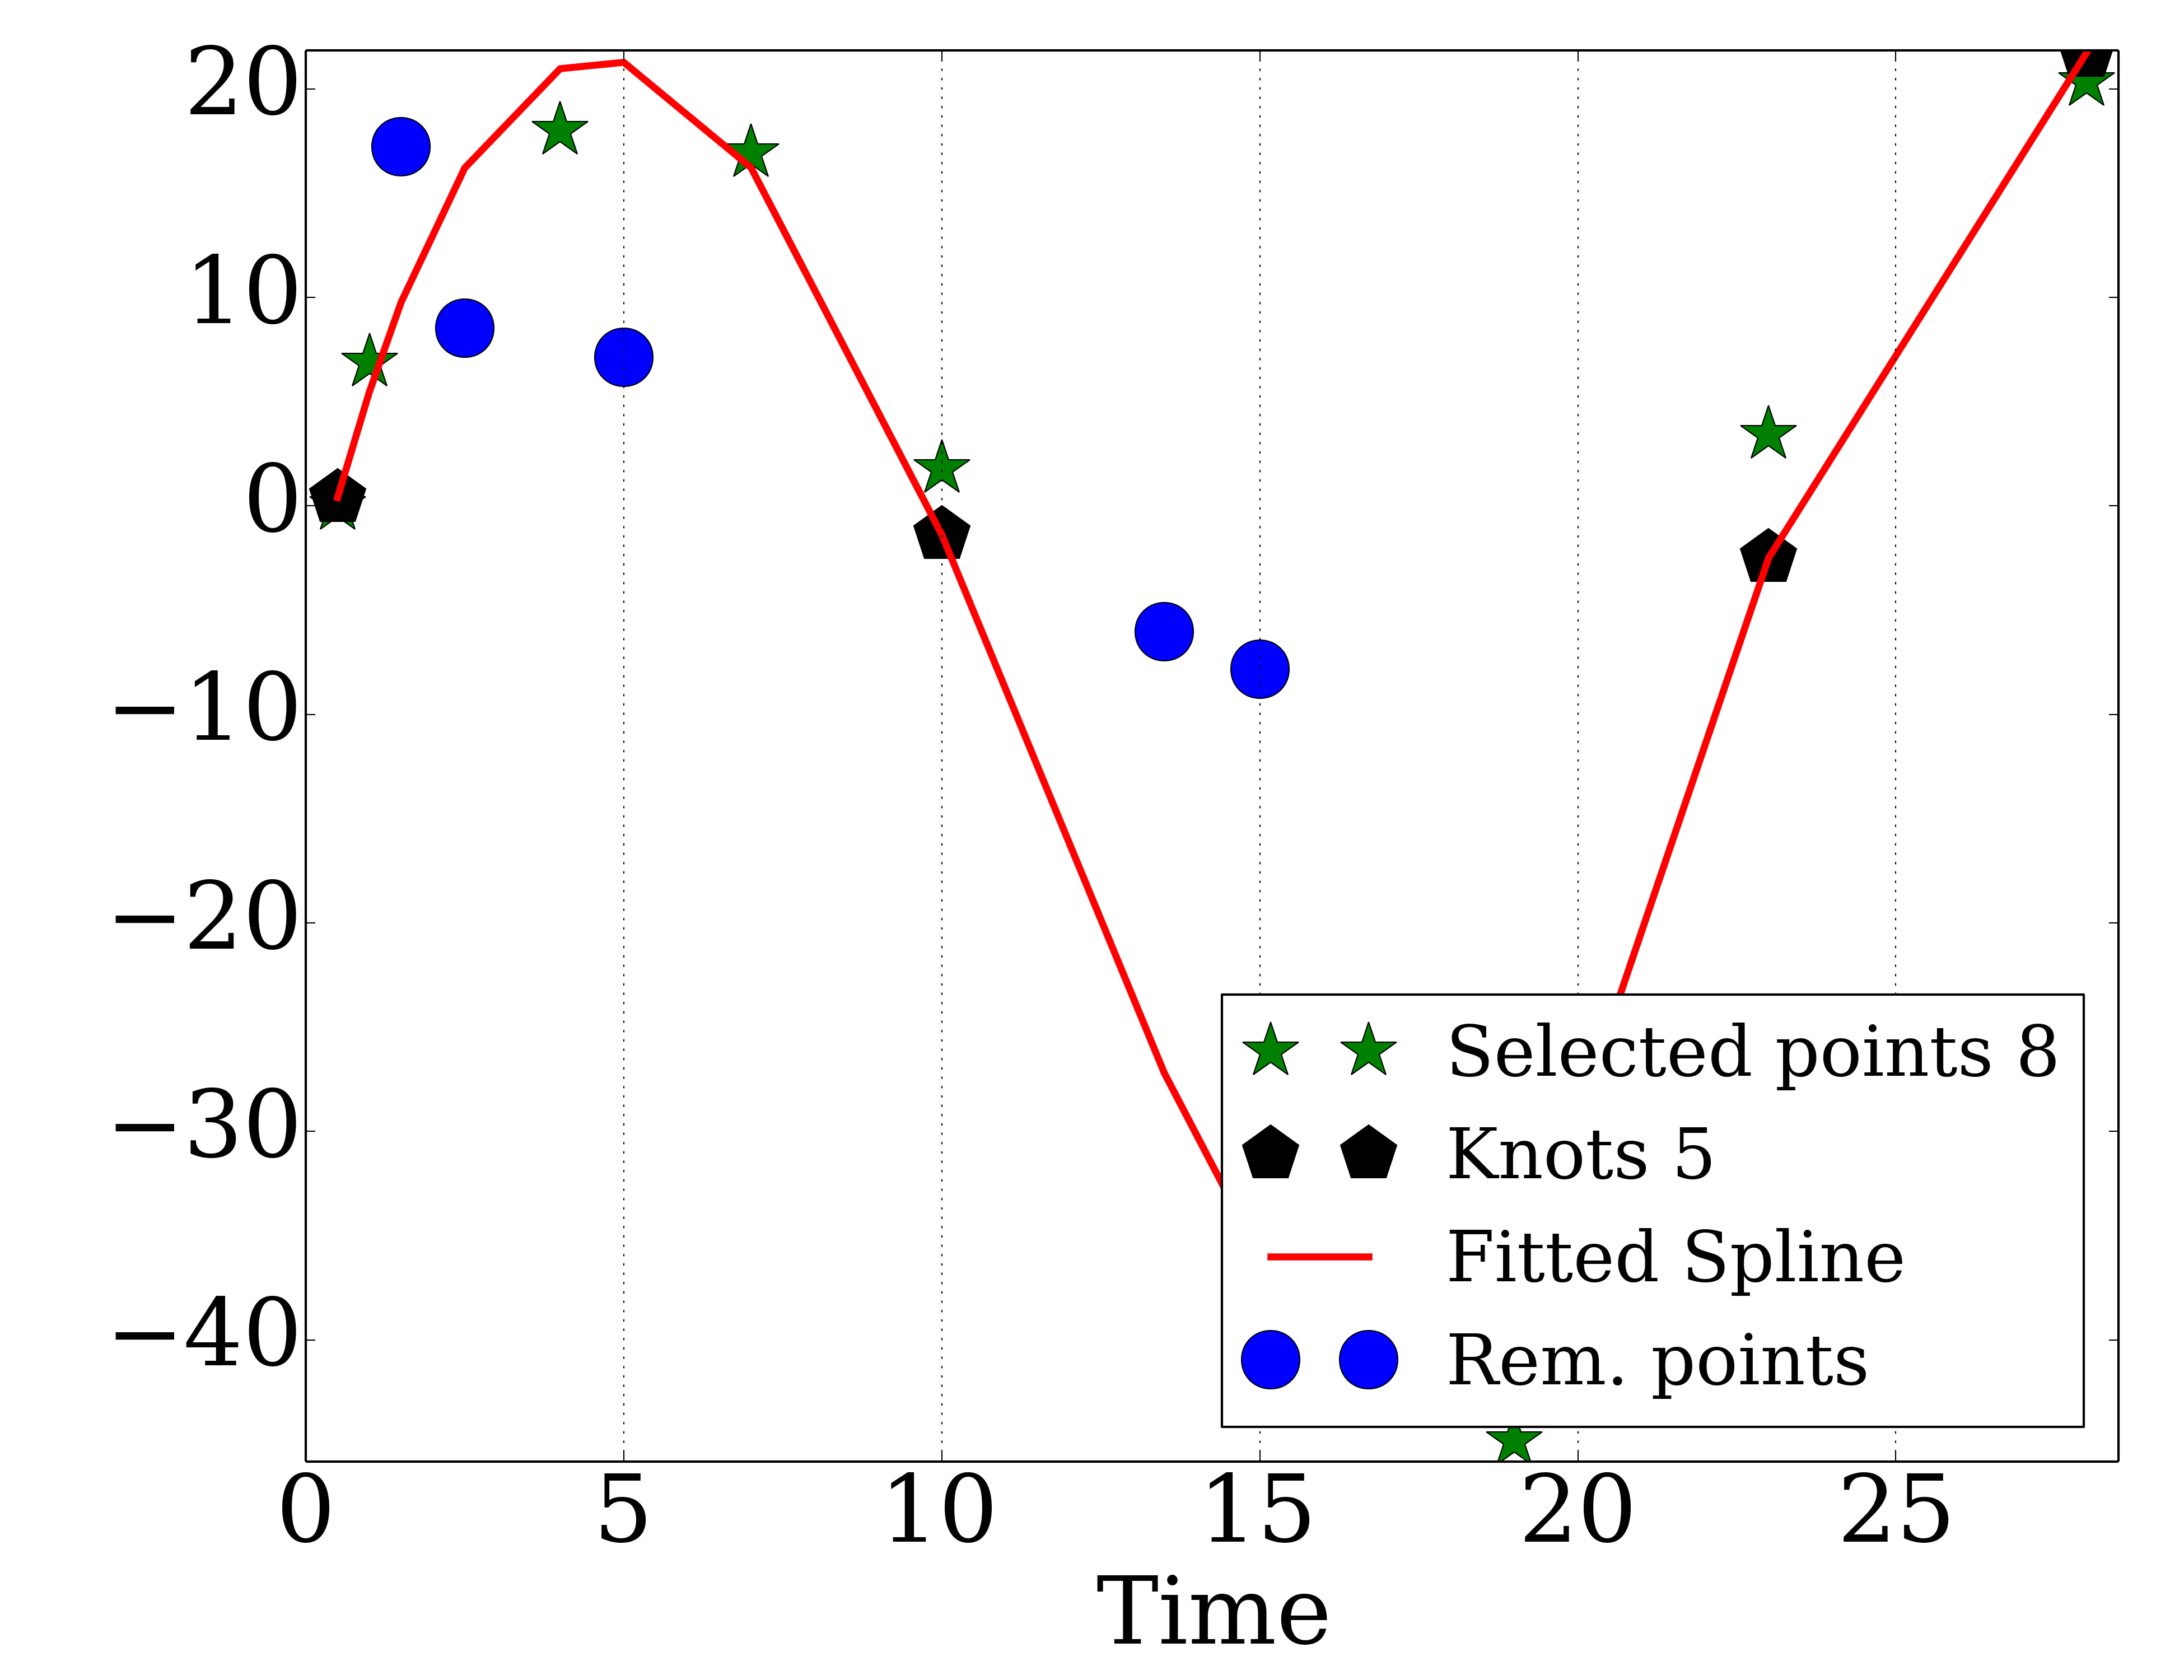 20
10
0
−10
−20
−30
−40
Selected points 8
Knots 5
Fitted Spline
Rem. points
0 5 10 15 20 25
Time